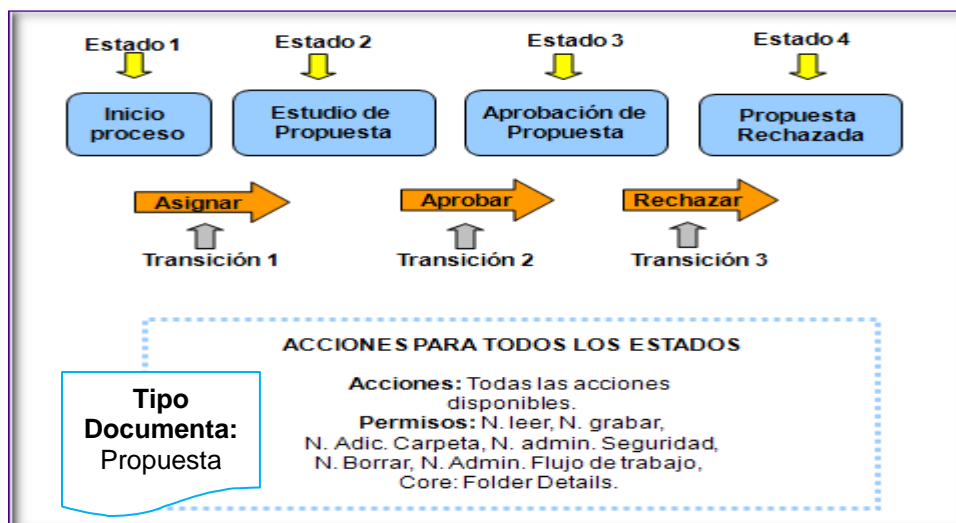 Estado 1
Estado 2
Estado 3
Estado 4
Inicio
proceso
Estudio de
Propuesta
Aprobación de
Propuesta
Propuesta
Rechazada
Asignar
Aprobar
Rechazar
Transición 1
Transición 2
Transición 3
ACCIONES PARA TODOS LOS ESTADOS
Acciones: Todas las acciones
disponibles.
Permisos: N. leer, N. grabar,
N. Adic. Carpeta, N. admin. Seguridad,
N. Borrar, N. Admin. Flujo de trabajo,
Core: Folder Details.
Tipo
Documenta:
Propuesta